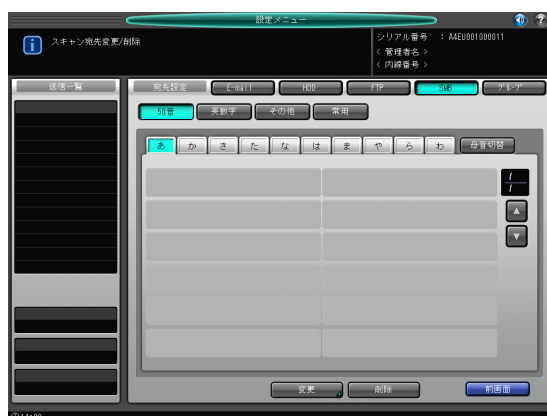 設定メニュー
スキャン宛先変更/削除
シリアル番号 : A4EU001000011
< 管理者名 >
< 内線番号 >
送信一覧
宛先設定 E-mail HDD FTP SMB グループ
50音 英数字 その他 常用
あ か さ た な は ま や ら わ 母音切替
1
1
変更 削除 前画面